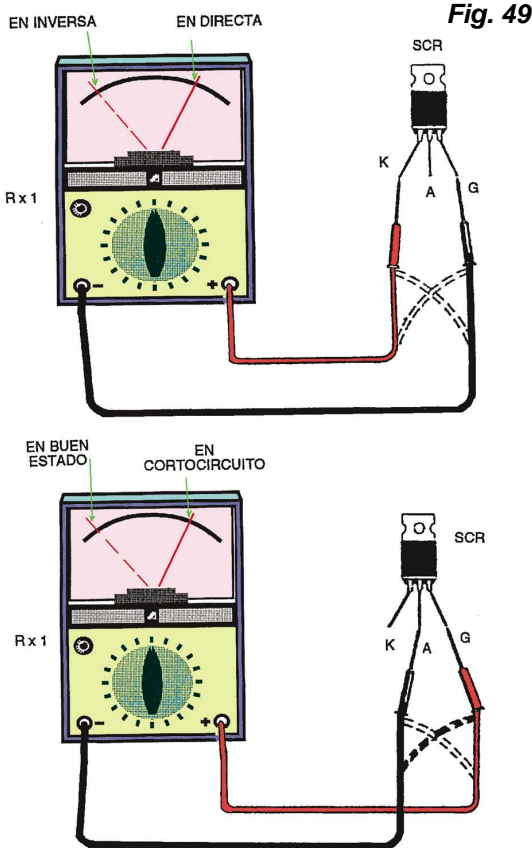 Fig. 49
EN INVERSA
EN DIRECTA
SCR
K
A
G
R x 1
-
+
EN BUEN
ESTADO
EN
CORTOCIRCUITO
SCR
K
A
G
R x 1
-
+